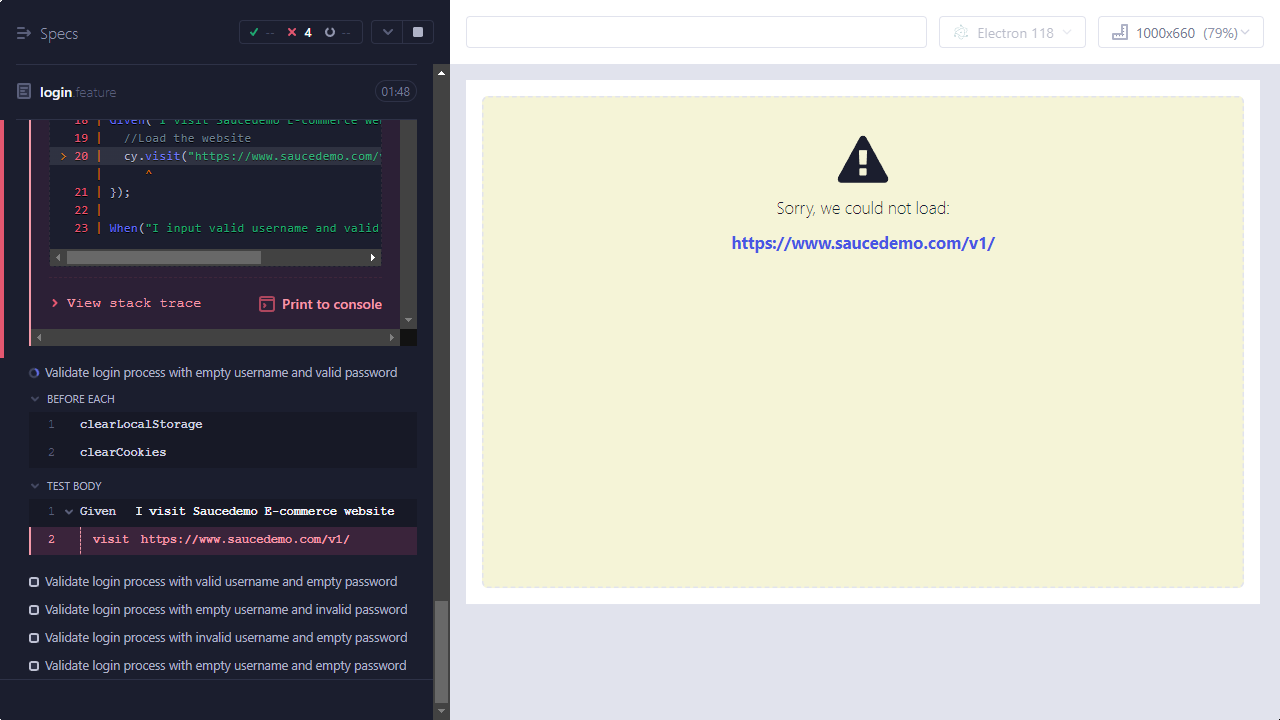 Specs
-- 4 --
login.feature
01:48
18 | Given("I visit Saucedemo E-commerce we
19 | //Load the website
> 20 | cy.visit("https://www.saucedemo.com/v
| ^
21 | });
22 |
23 | When("I input valid username and valid
View stack trace
Print to console
Validate login process with empty username and valid password
BEFORE EACH
1 clearLocalStorage
2 clearCookies
TEST BODY
1 Given I visit Saucedemo E-commerce website
2 visit https://www.saucedemo.com/v1/
Validate login process with valid username and empty password
Validate login process with empty username and invalid password
Validate login process with invalid username and empty password
Validate login process with empty username and empty password
Electron 118
1000x660 (79%)
Sorry, we could not load:
https://www.saucedemo.com/v1/